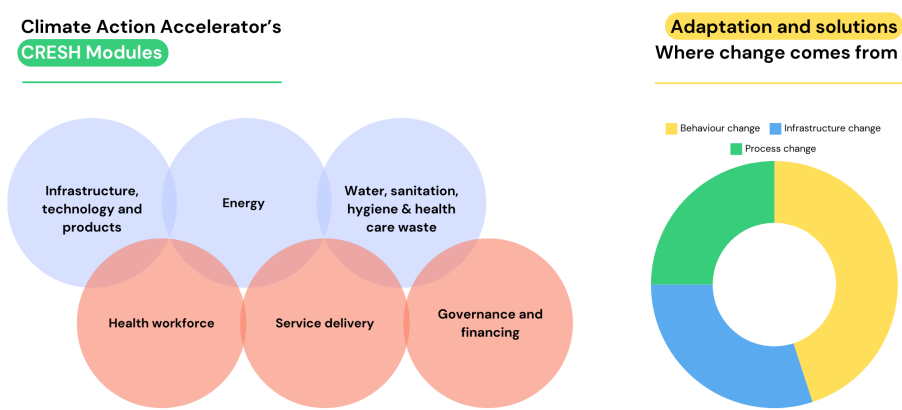 Climate Action Accelerator’s
CRESH Modules
Infrastructure,
technology and
products
Energy
Water, sanitation,
hygiene & health
care waste
Health workforce
Service delivery
Governance and
financing
Adaptation and solutions
Where change comes from
Behaviour change
Infrastructure change
Process change